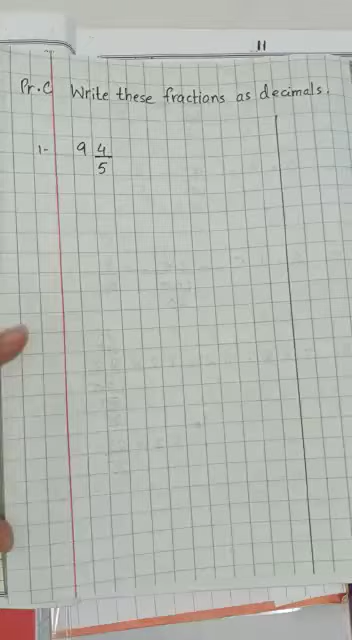 11
Pr.C Write these fractions as decimals.
1- 9 4/5